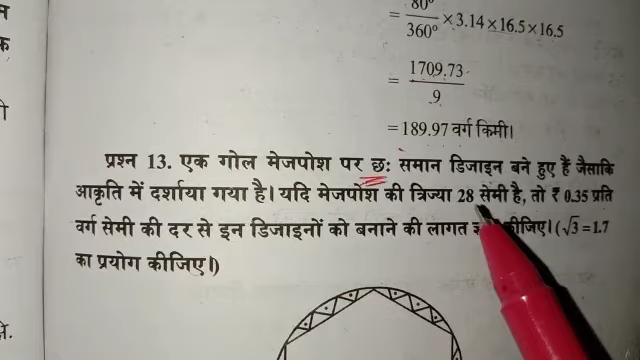 = 80° / 360° × 3.14 × 16.5 × 16.5
= 1709.73 / 9
= 189.97 वर्ग किमी।
प्रश्न 13. एक गोल मेजपोश पर छः समान डिजाइन बने हुए हैं जैसाकि
आकृति में दर्शाया गया है। यदि मेजपोश की त्रिज्या 28 सेमी है, तो ₹ 0.35 प्रति
वर्ग सेमी की दर से इन डिजाइनों को बनाने की लागत कीजिए। (√3 = 1.7
का प्रयोग कीजिए।)